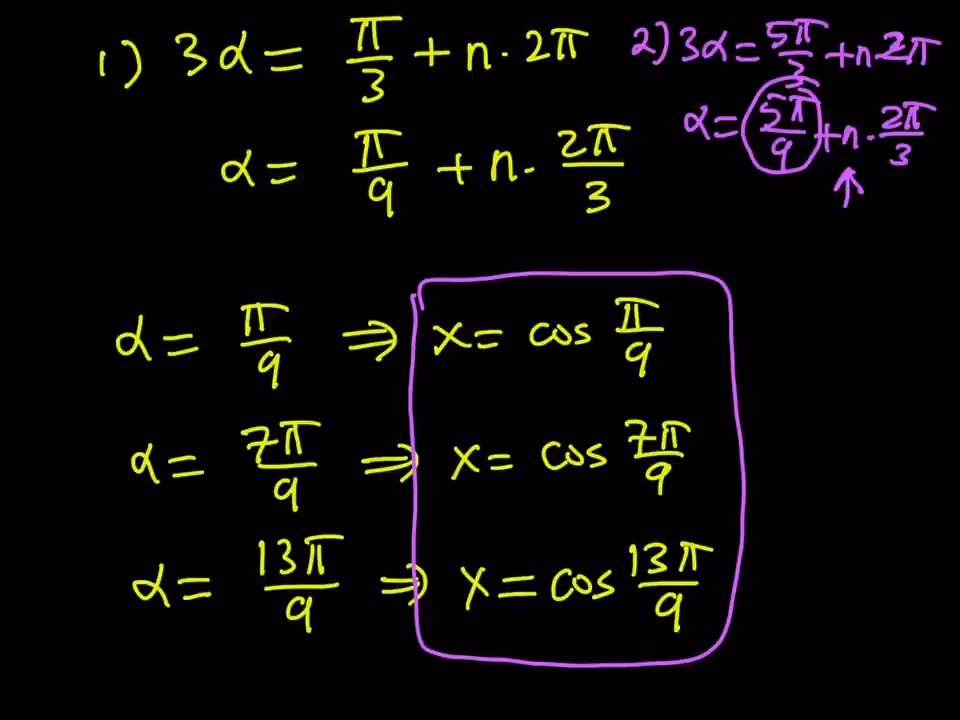 1) 3α = π/3 + n · 2π
α = π/9 + n · 2π/3
2) 3α = 5π/3 + n · 2π
α = 5π/9 + n · 2π/3
α = π/9 ⇒ x = cos π/9
α = 7π/9 ⇒ x = cos 7π/9
α = 13π/9 ⇒ x = cos 13π/9